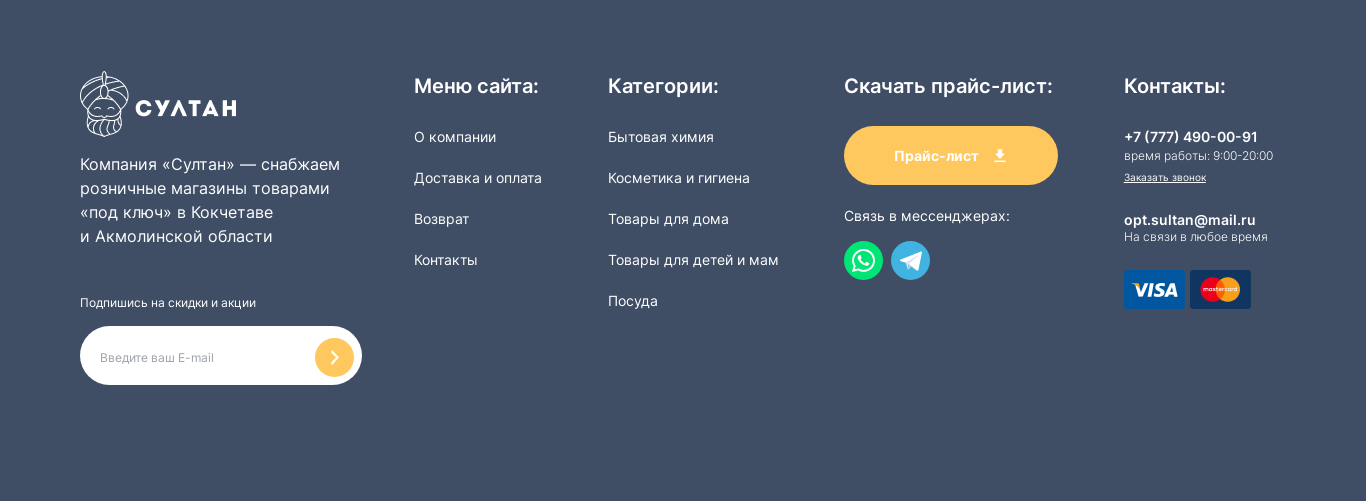 СУЛТАН
Компания «Султан» — снабжаем
розничные магазины товарами
«под ключ» в Кокчетаве
и Акмолинской области
Подпишись на скидки и акции
Введите ваш E-mail
Меню сайта:
О компании
Доставка и оплата
Возврат
Контакты
Категории:
Бытовая химия
Косметика и гигиена
Товары для дома
Товары для детей и мам
Посуда
Скачать прайс-лист:
Прайс-лист
Связь в мессенджерах:
Контакты:
+7 (777) 490-00-91
время работы: 9:00-20:00
Заказать звонок
opt.sultan@mail.ru
На связи в любое время
VISA
mastercard